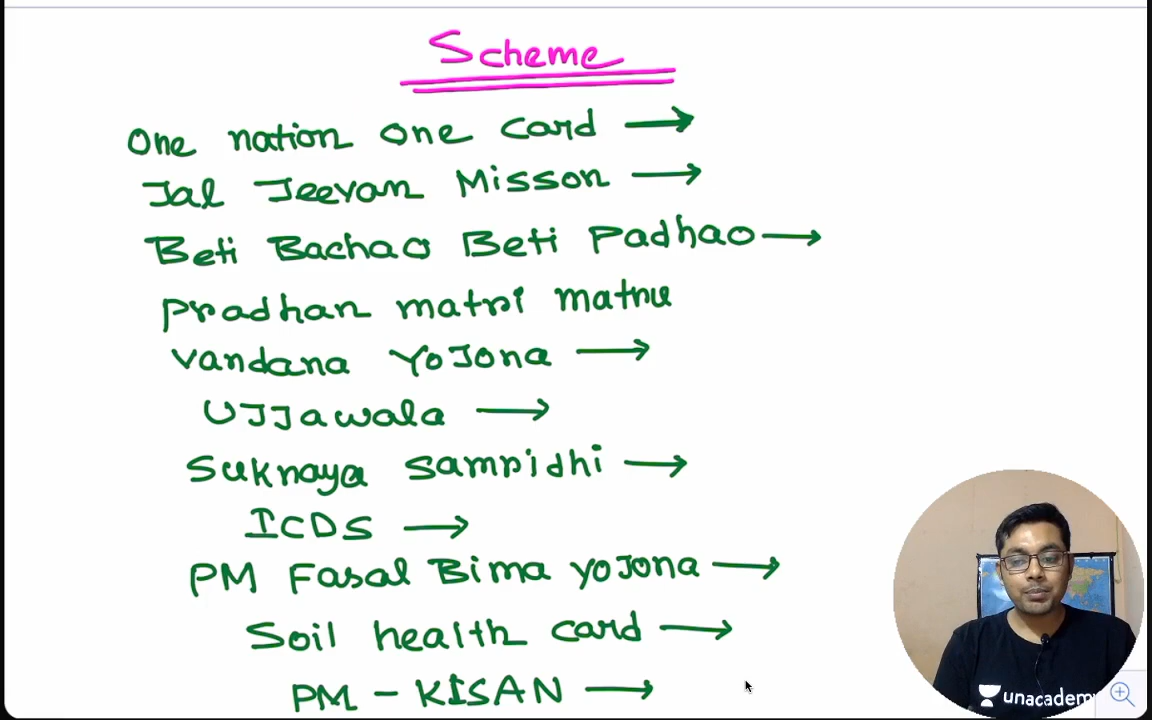 Scheme
One nation One Card →
Jal Jeevan Misson →
Beti Bachao Beti Padhao →
Pradhan matri matru
Vandana Yojona →
UJJawala →
Suknaya Samridhi →
ICDS →
PM Fasal Bima Yojona →
Soil health Card →
PM - KISAN →
unacademy